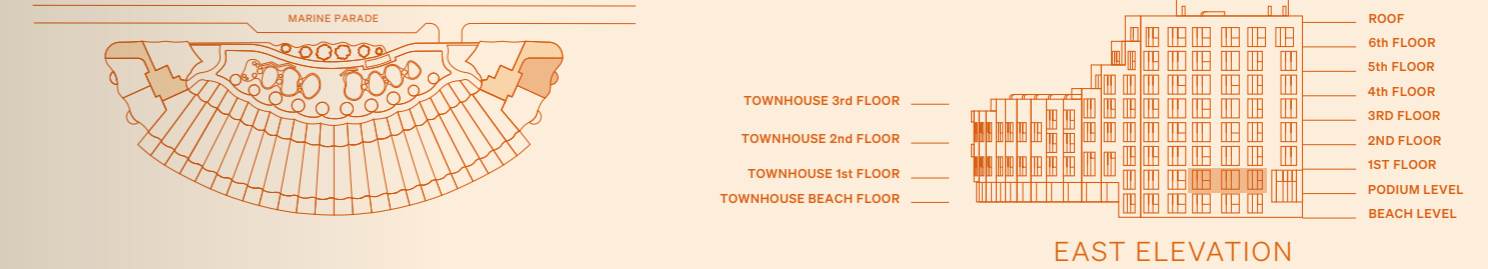 MARINE PARADE
TOWNHOUSE 3rd FLOOR
TOWNHOUSE 2nd FLOOR
TOWNHOUSE 1st FLOOR
TOWNHOUSE BEACH FLOOR
ROOF
6th FLOOR
5th FLOOR
4th FLOOR
3RD FLOOR
2ND FLOOR
1ST FLOOR
PODIUM LEVEL
BEACH LEVEL
EAST ELEVATION